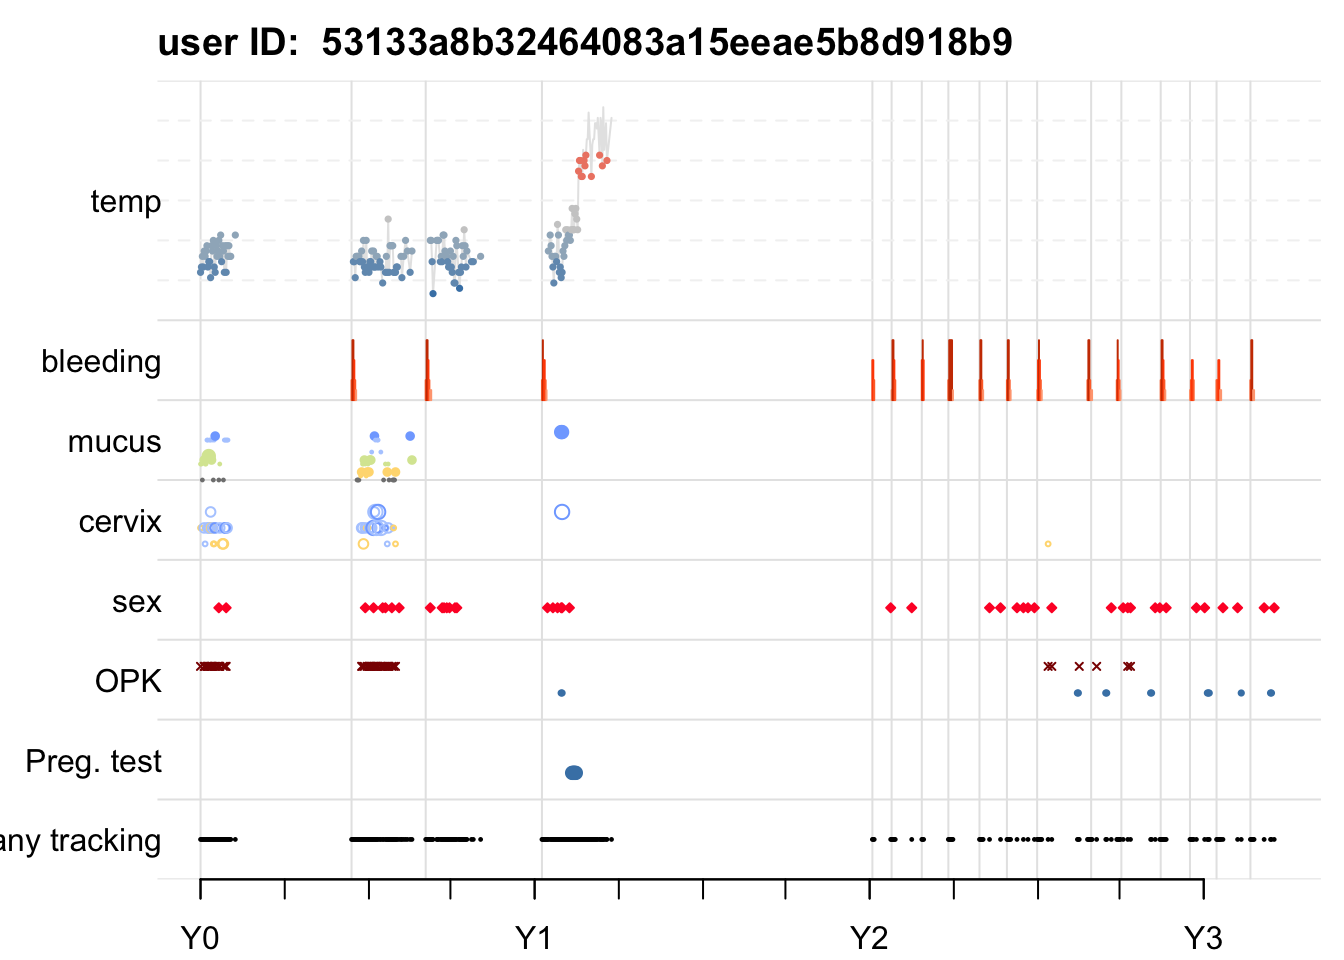 user ID:  53133a8b32464083a15eeae5b8d918b9
temp
bleeding
mucus
cervix
sex
OPK
Preg. test
any tracking
Y0 Y1 Y2 Y3